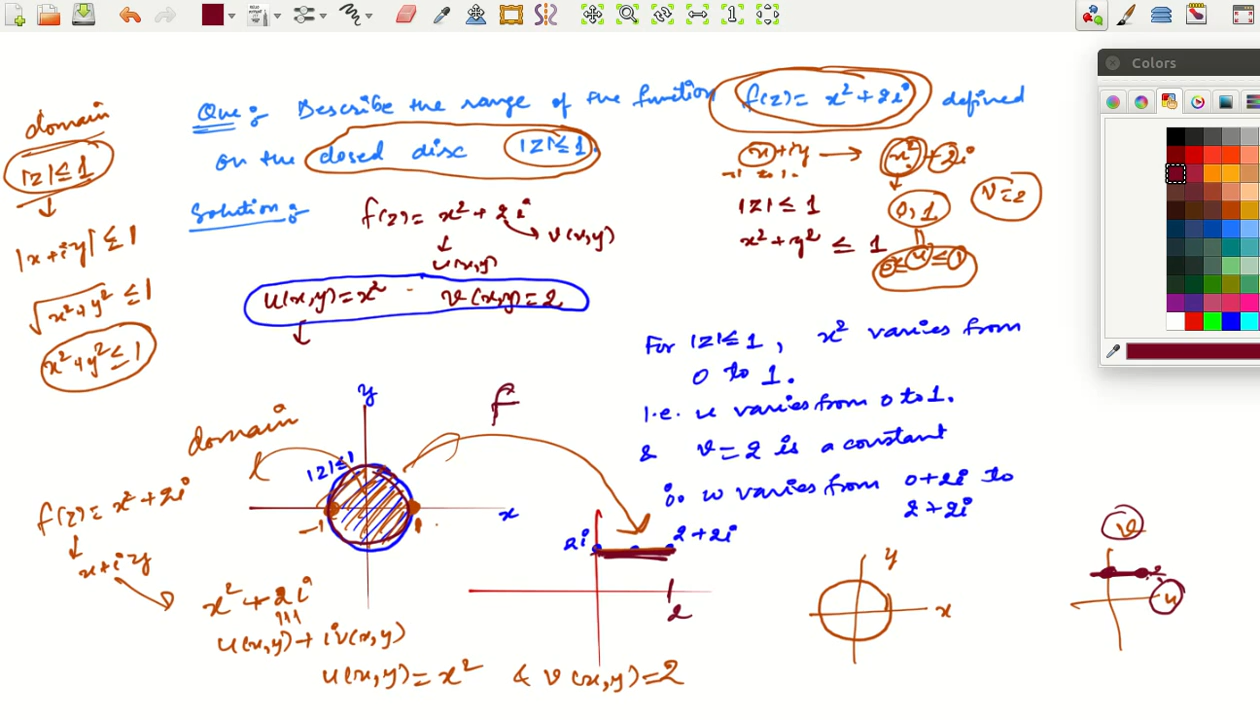 Colors
domain
|z| ≤ 1
|x+iy| ≤ 1
√x²+y² ≤ 1
x²+y² ≤ 1
Que: Describe the range of the function f(z) = x² + 2i defined
on the closed disc |z| ≤ 1.
Solution:
f(z) = x² + 2i
u(x,y)
v(x,y)
u(x,y) = x² v(x,y) = 2
x+iy → x² + 2i
-1 to 1.
|z| ≤ 1
x² + y² ≤ 1
0, 1
0 ≤ u ≤ 1
v = 2
For |z| ≤ 1, x² varies from
0 to 1.
i.e. u varies from 0 to 1.
& v = 2 is a constant
∴ w varies from 0+2i to
2+2i
domain
|z| ≤ 1
y
x
-1
1
f
2i
2+2i
2
f(z) = x² + 2i
x+iy
x² + 2i
u(x,y) + iv(x,y)
u(x,y) = x² & v(x,y) = 2
y
x
v
2
u